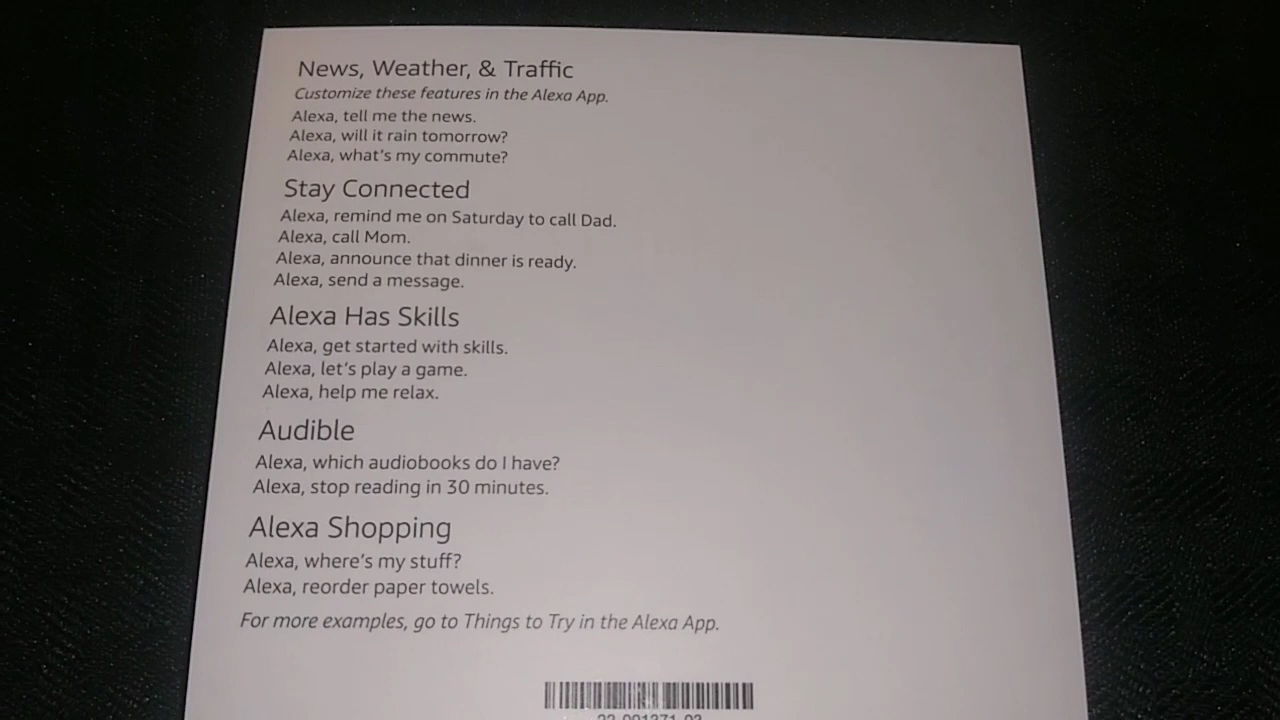 News, Weather, & Traffic
Customize these features in the Alexa App.
Alexa, tell me the news.
Alexa, will it rain tomorrow?
Alexa, what's my commute?
Stay Connected
Alexa, remind me on Saturday to call Dad.
Alexa, call Mom.
Alexa, announce that dinner is ready.
Alexa, send a message.
Alexa Has Skills
Alexa, get started with skills.
Alexa, let's play a game.
Alexa, help me relax.
Audible
Alexa, which audiobooks do I have?
Alexa, stop reading in 30 minutes.
Alexa Shopping
Alexa, where's my stuff?
Alexa, reorder paper towels.
For more examples, go to Things to Try in the Alexa App.